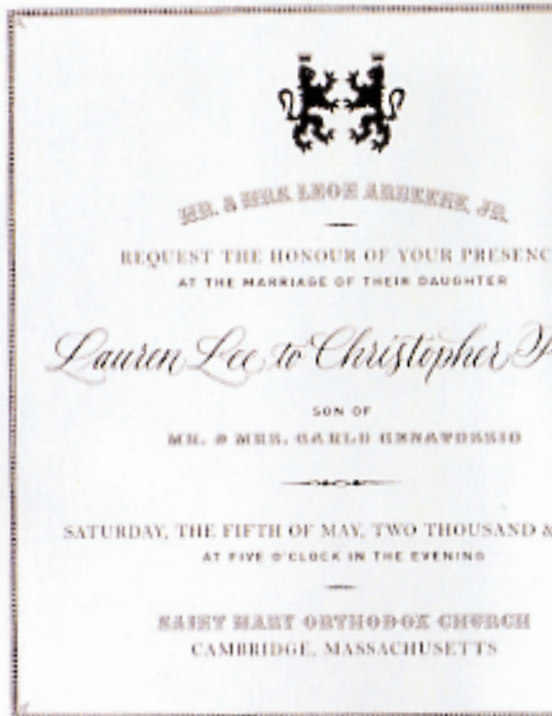 MR. & MRS. LEON ARDEENE, JR.
REQUEST THE HONOUR OF YOUR PRESENC
AT THE MARRIAGE OF THEIR DAUGHTER
Lauren Lee to Christopher
SON OF
MR. & MRS. CARLO
SATURDAY, THE FIFTH OF MAY, TWO THOUSAND &
AT FIVE O'CLOCK IN THE EVENING
SAINT MARY ORTHODOX CHURCH
CAMBRIDGE, MASSACHUSETTS